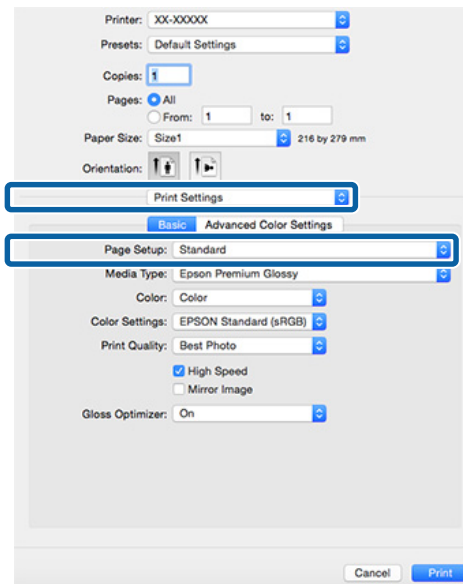 Printer: XX-XXXXX
Presets: Default Settings
Copies: 1
Pages: All
From: 1 to: 1
Paper Size: Size1 216 by 279 mm
Orientation:
Print Settings
Basic Advanced Color Settings
Page Setup: Standard
Media Type: Epson Premium Glossy
Color: Color
Color Settings: EPSON Standard (sRGB)
Print Quality: Best Photo
High Speed
Mirror Image
Gloss Optimizer: On
Cancel Print